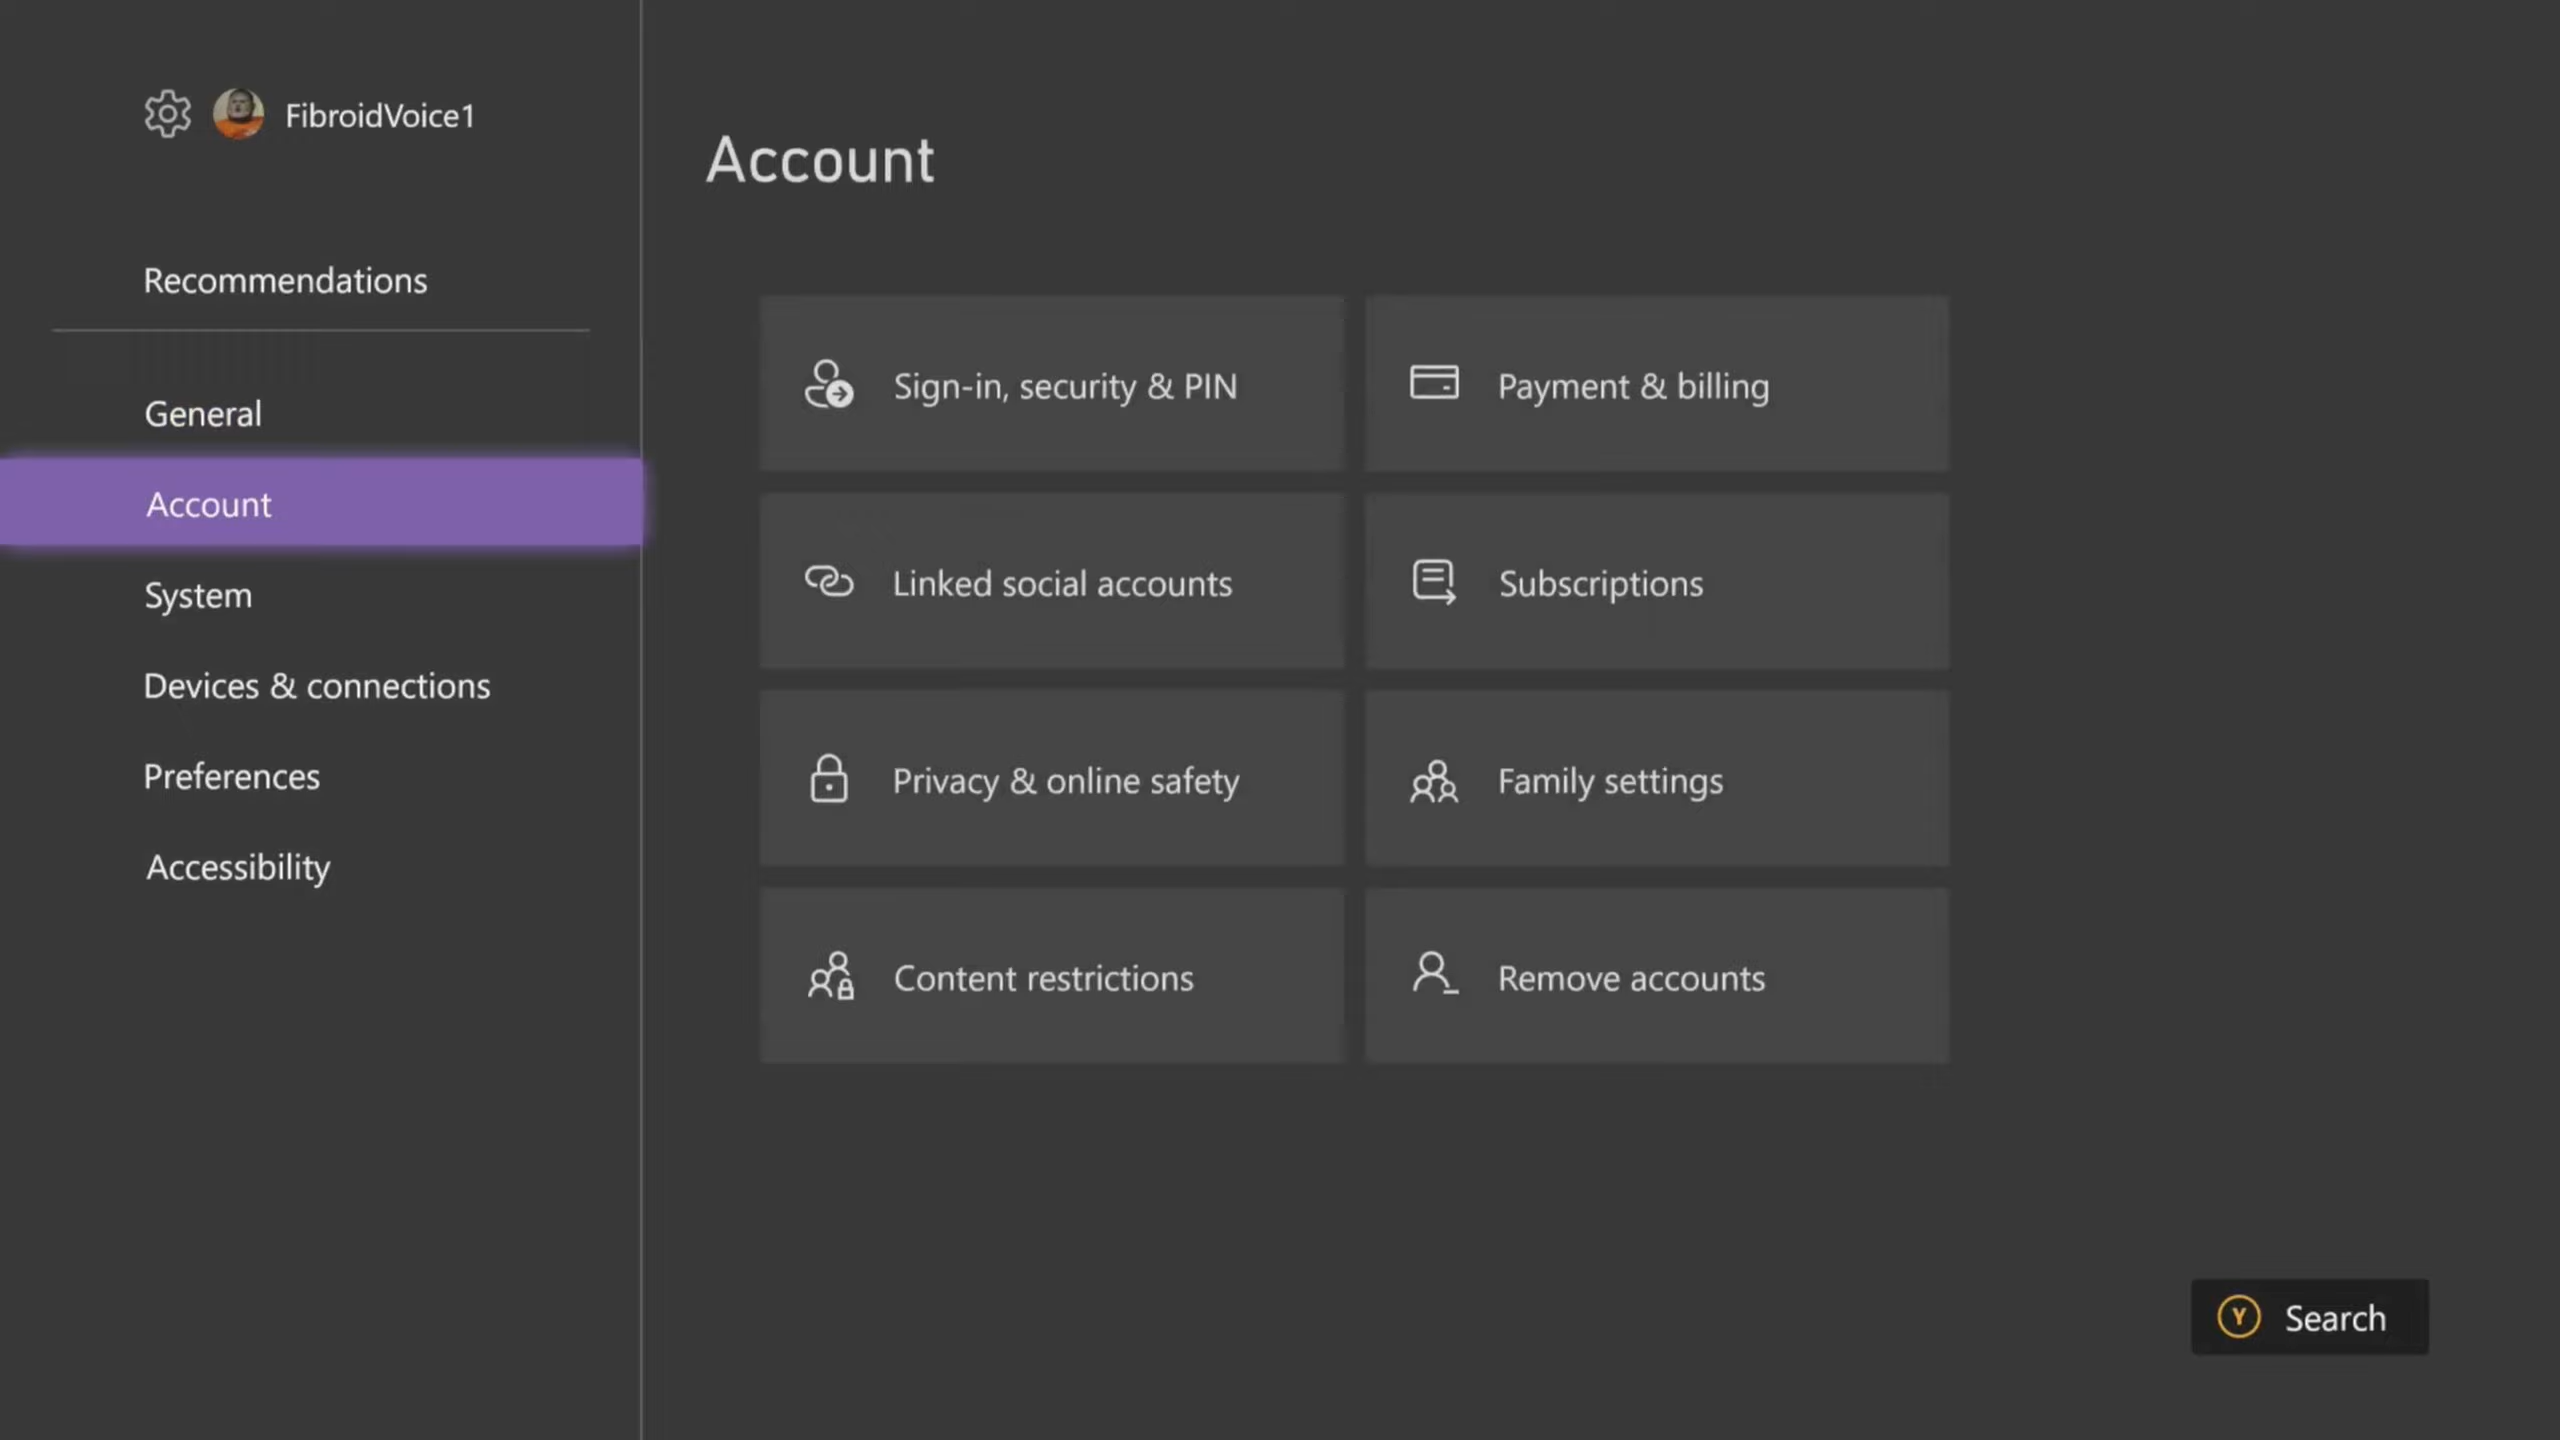 FibroidVoice1
Recommendations
General
Account
System
Devices & connections
Preferences
Accessibility
Account
Sign-in, security & PIN
Payment & billing
Linked social accounts
Subscriptions
Privacy & online safety
Family settings
Content restrictions
Remove accounts
Y Search